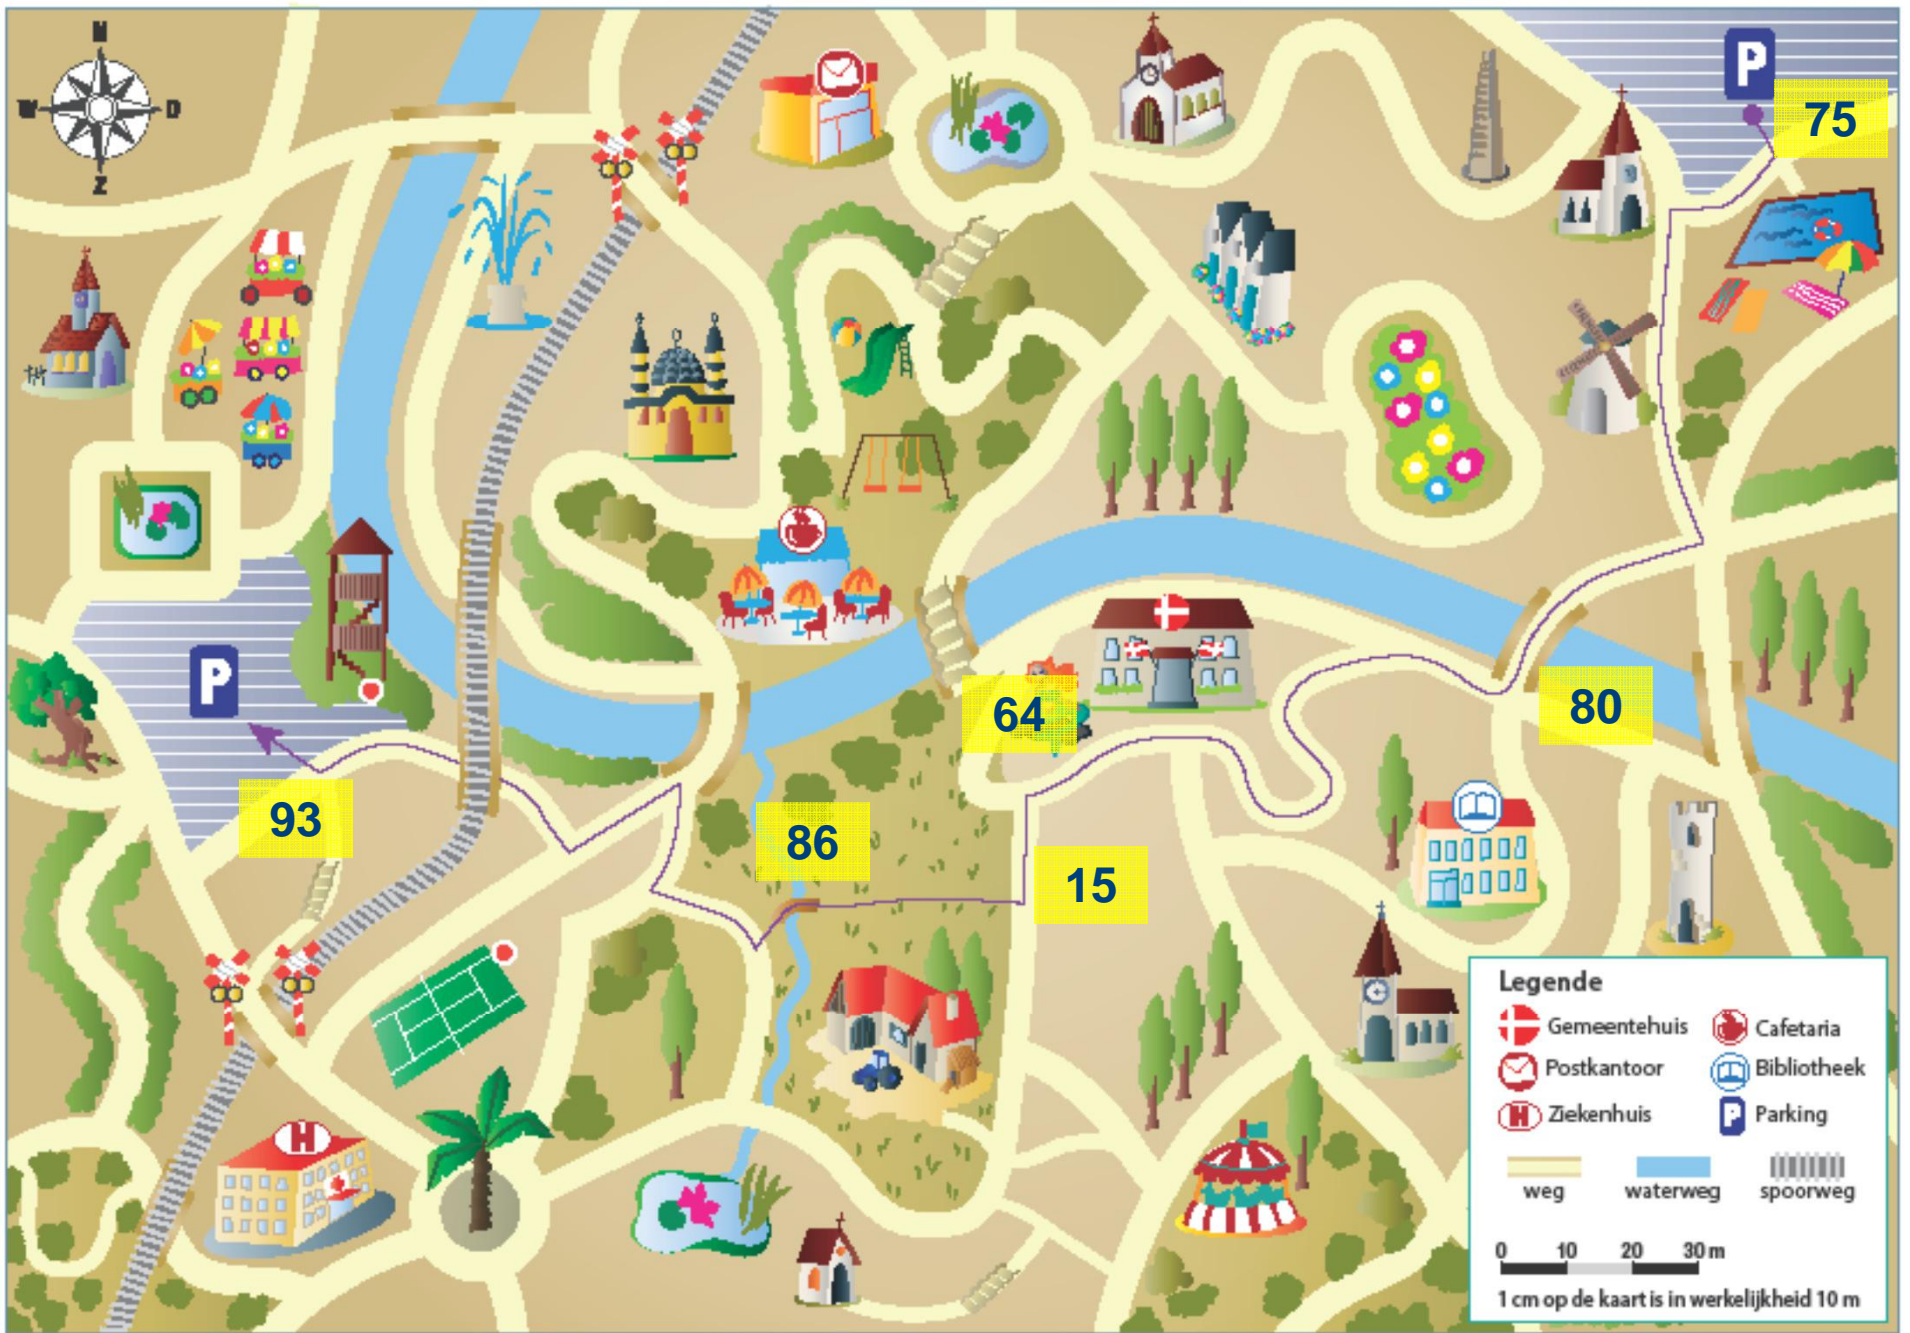 N
W O
Z
P
75
P
64
80
93
86
15
H
Legende
Gemeentehuis Cafetaria
Postkantoor Bibliotheek
H Ziekenhuis P Parking
weg waterweg spoorweg
0 10 20 30 m
1 cm op de kaart is in werkelijkheid 10 m